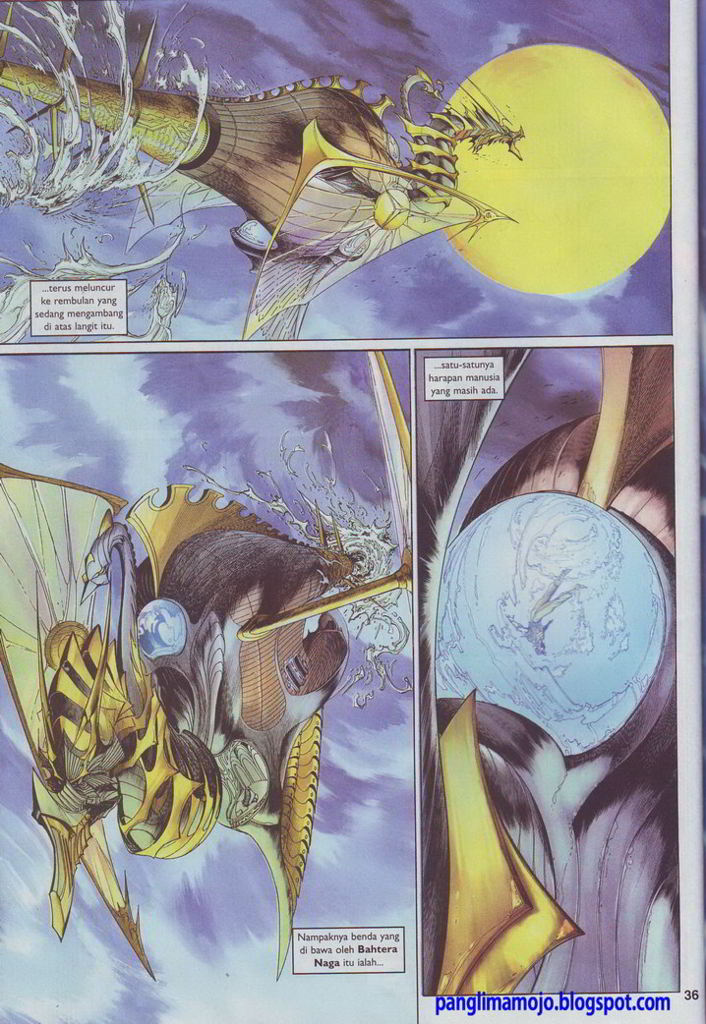 ...terus meluncur
ke rembulan yang
sedang mengambang
di atas langit itu.
Nampaknya benda yang
di bawa oleh Bahtera
Naga itu ialah...
...satu-satunya
harapan manusia
yang masih ada.
36
panglimamojo.blogspot.com